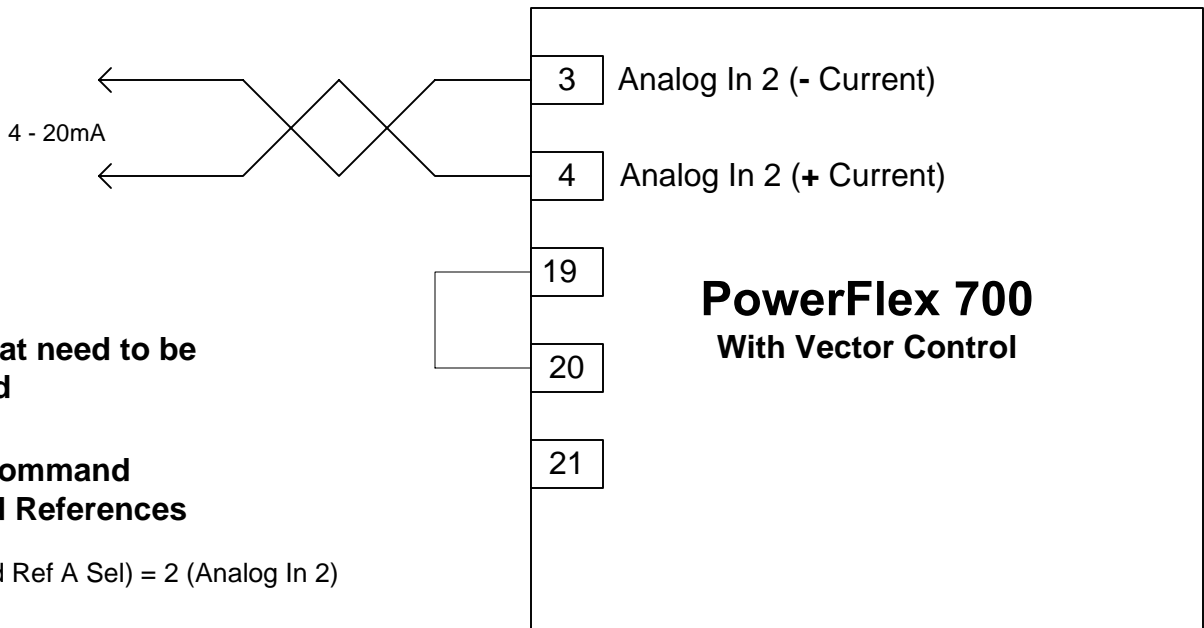 3 Analog In 2 (- Current)
4 - 20mA
4 Analog In 2 (+ Current)
19
PowerFlex 700
With Vector Control
20
21
at need to be
d
ommand
References
Ref A Sel) = 2 (Analog In 2)